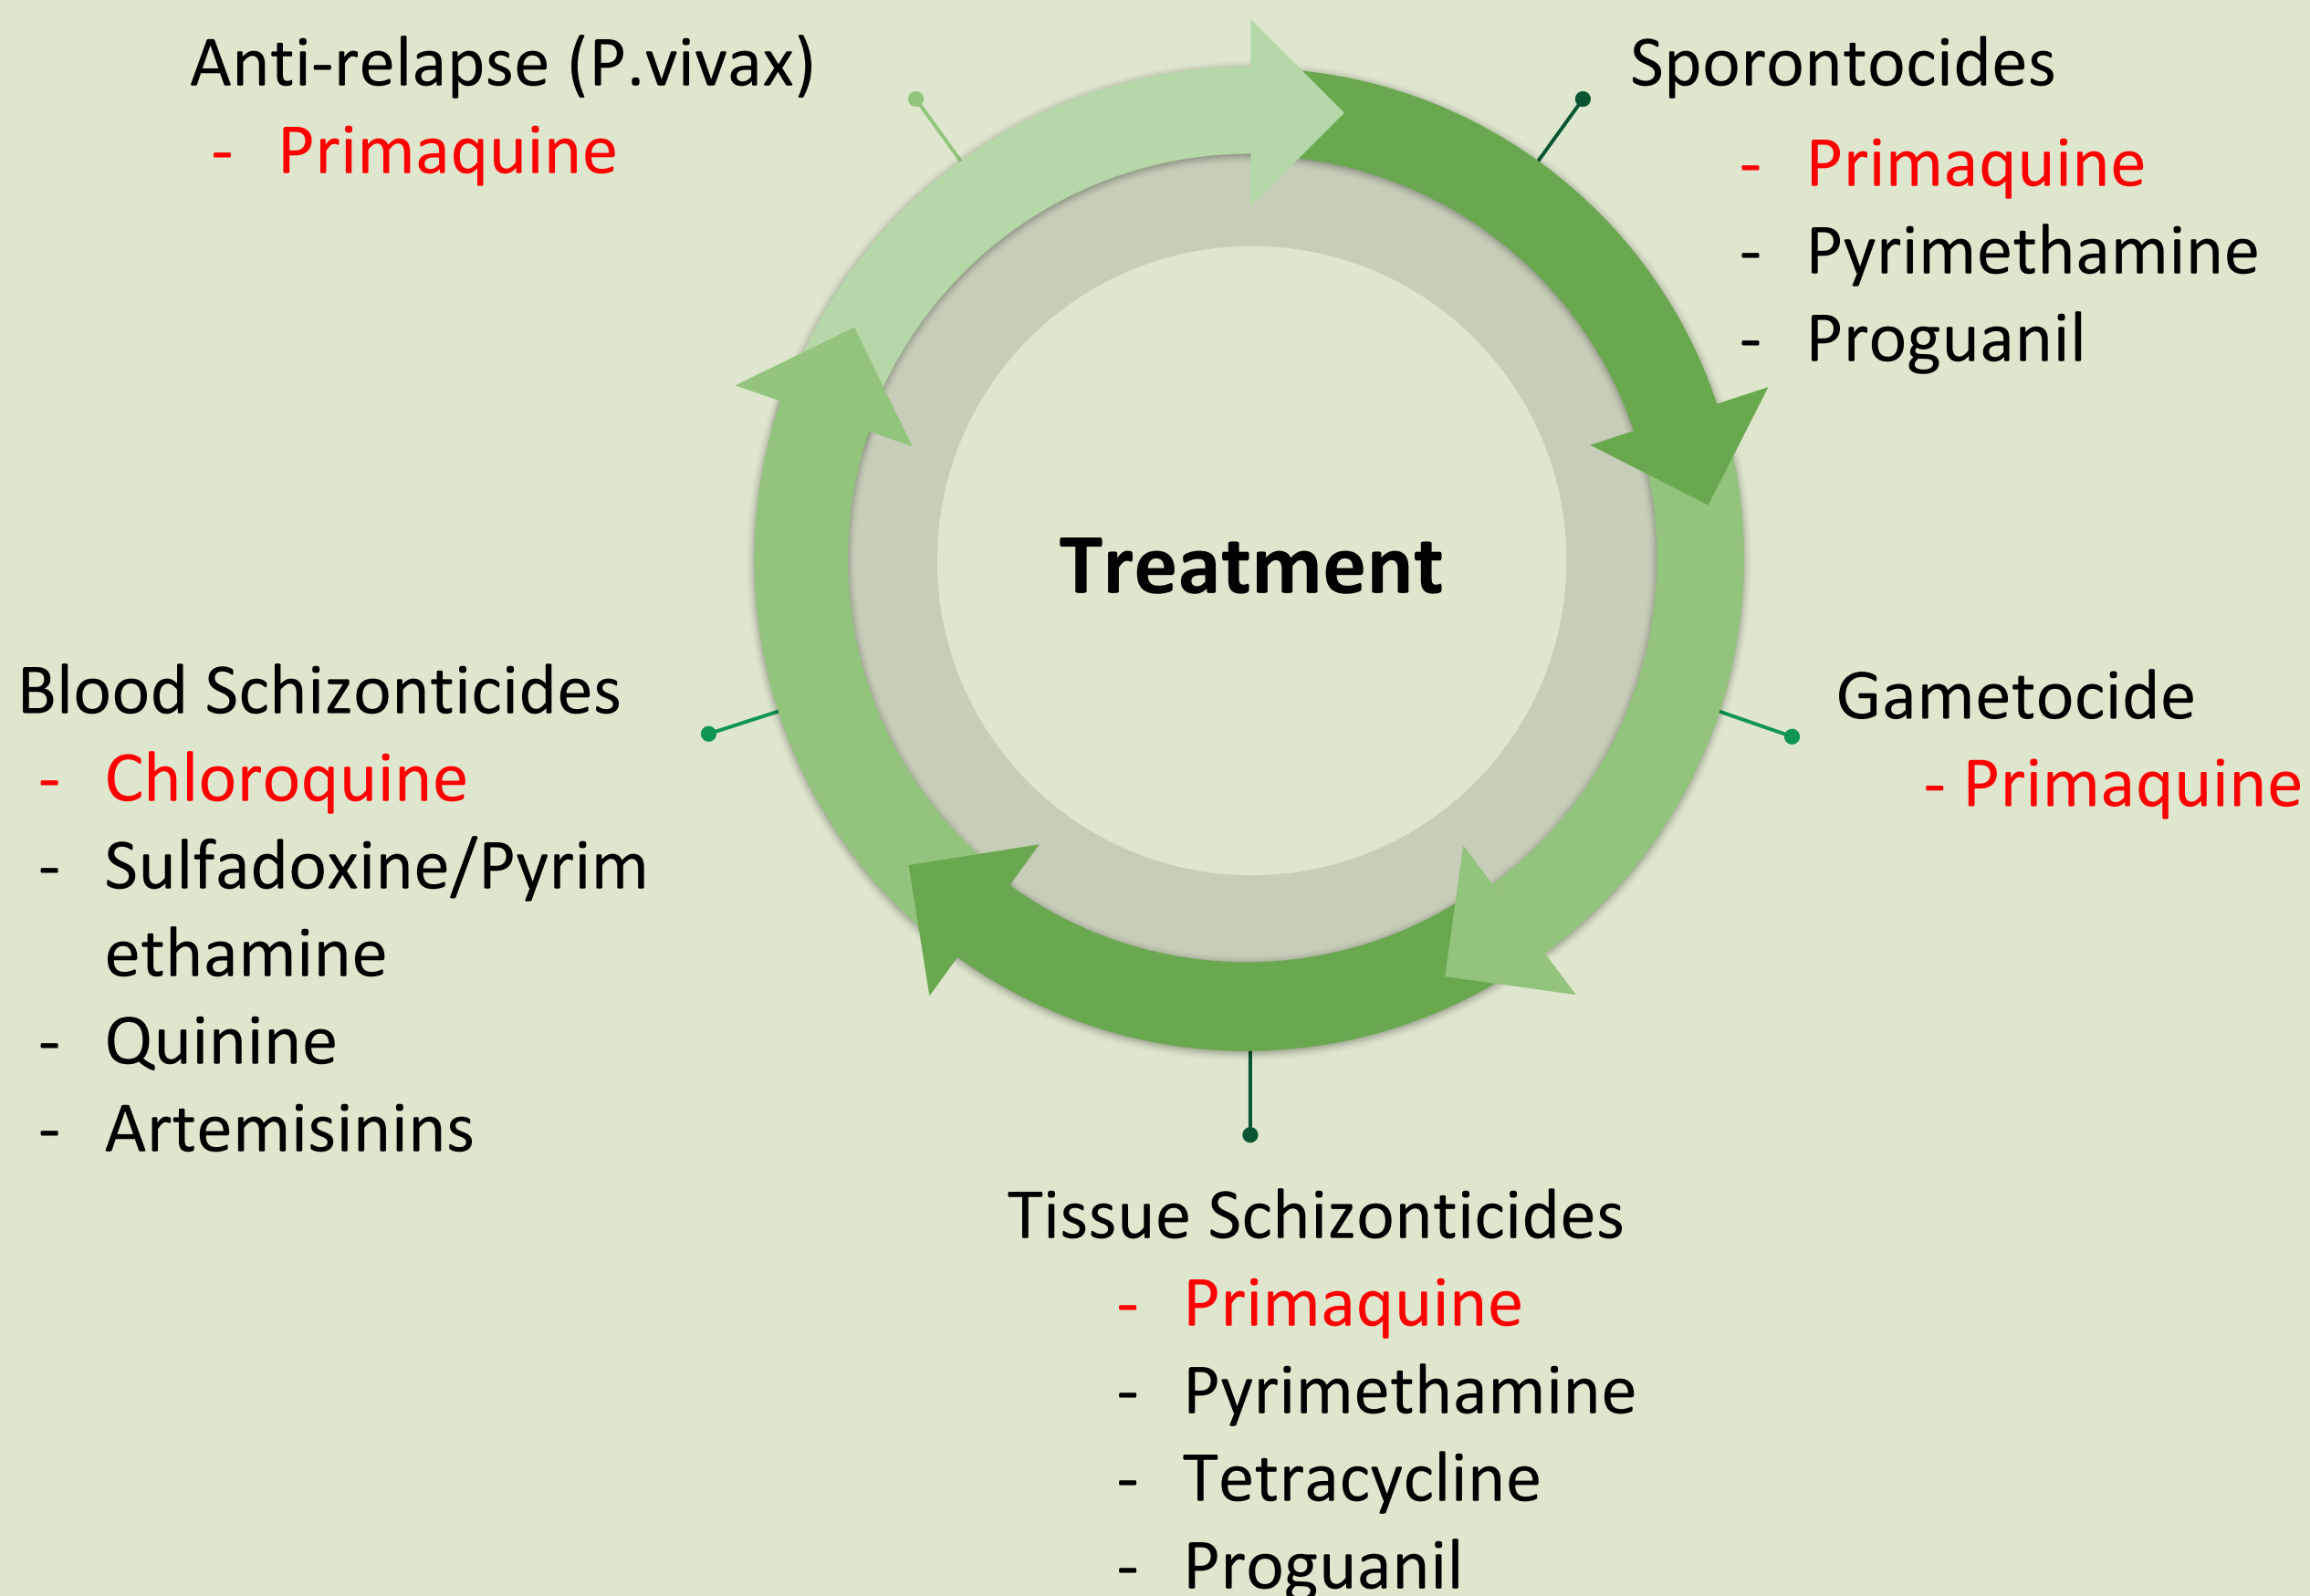 Anti-relapse (P.vivax)
- Primaquine
Sporontocides
- Primaquine
- Pyrimethamine
- Proguanil
Treatment
Gametocide
- Primaquine
Blood Schizonticides
- Chloroquine
- Sulfadoxine/Pyrim
ethamine
- Quinine
- Artemisinins
Tissue Schizonticides
- Primaquine
- Pyrimethamine
- Tetracycline
- Proguanil